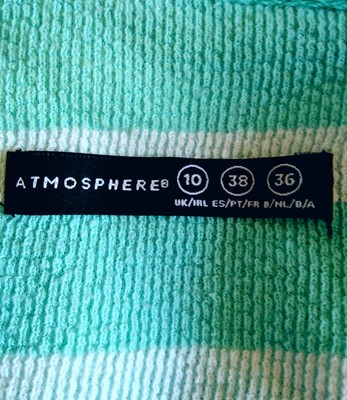 ATMOSPHERE® 10 38 36
UK/IRL ES/PT/FR D/NL/B/A